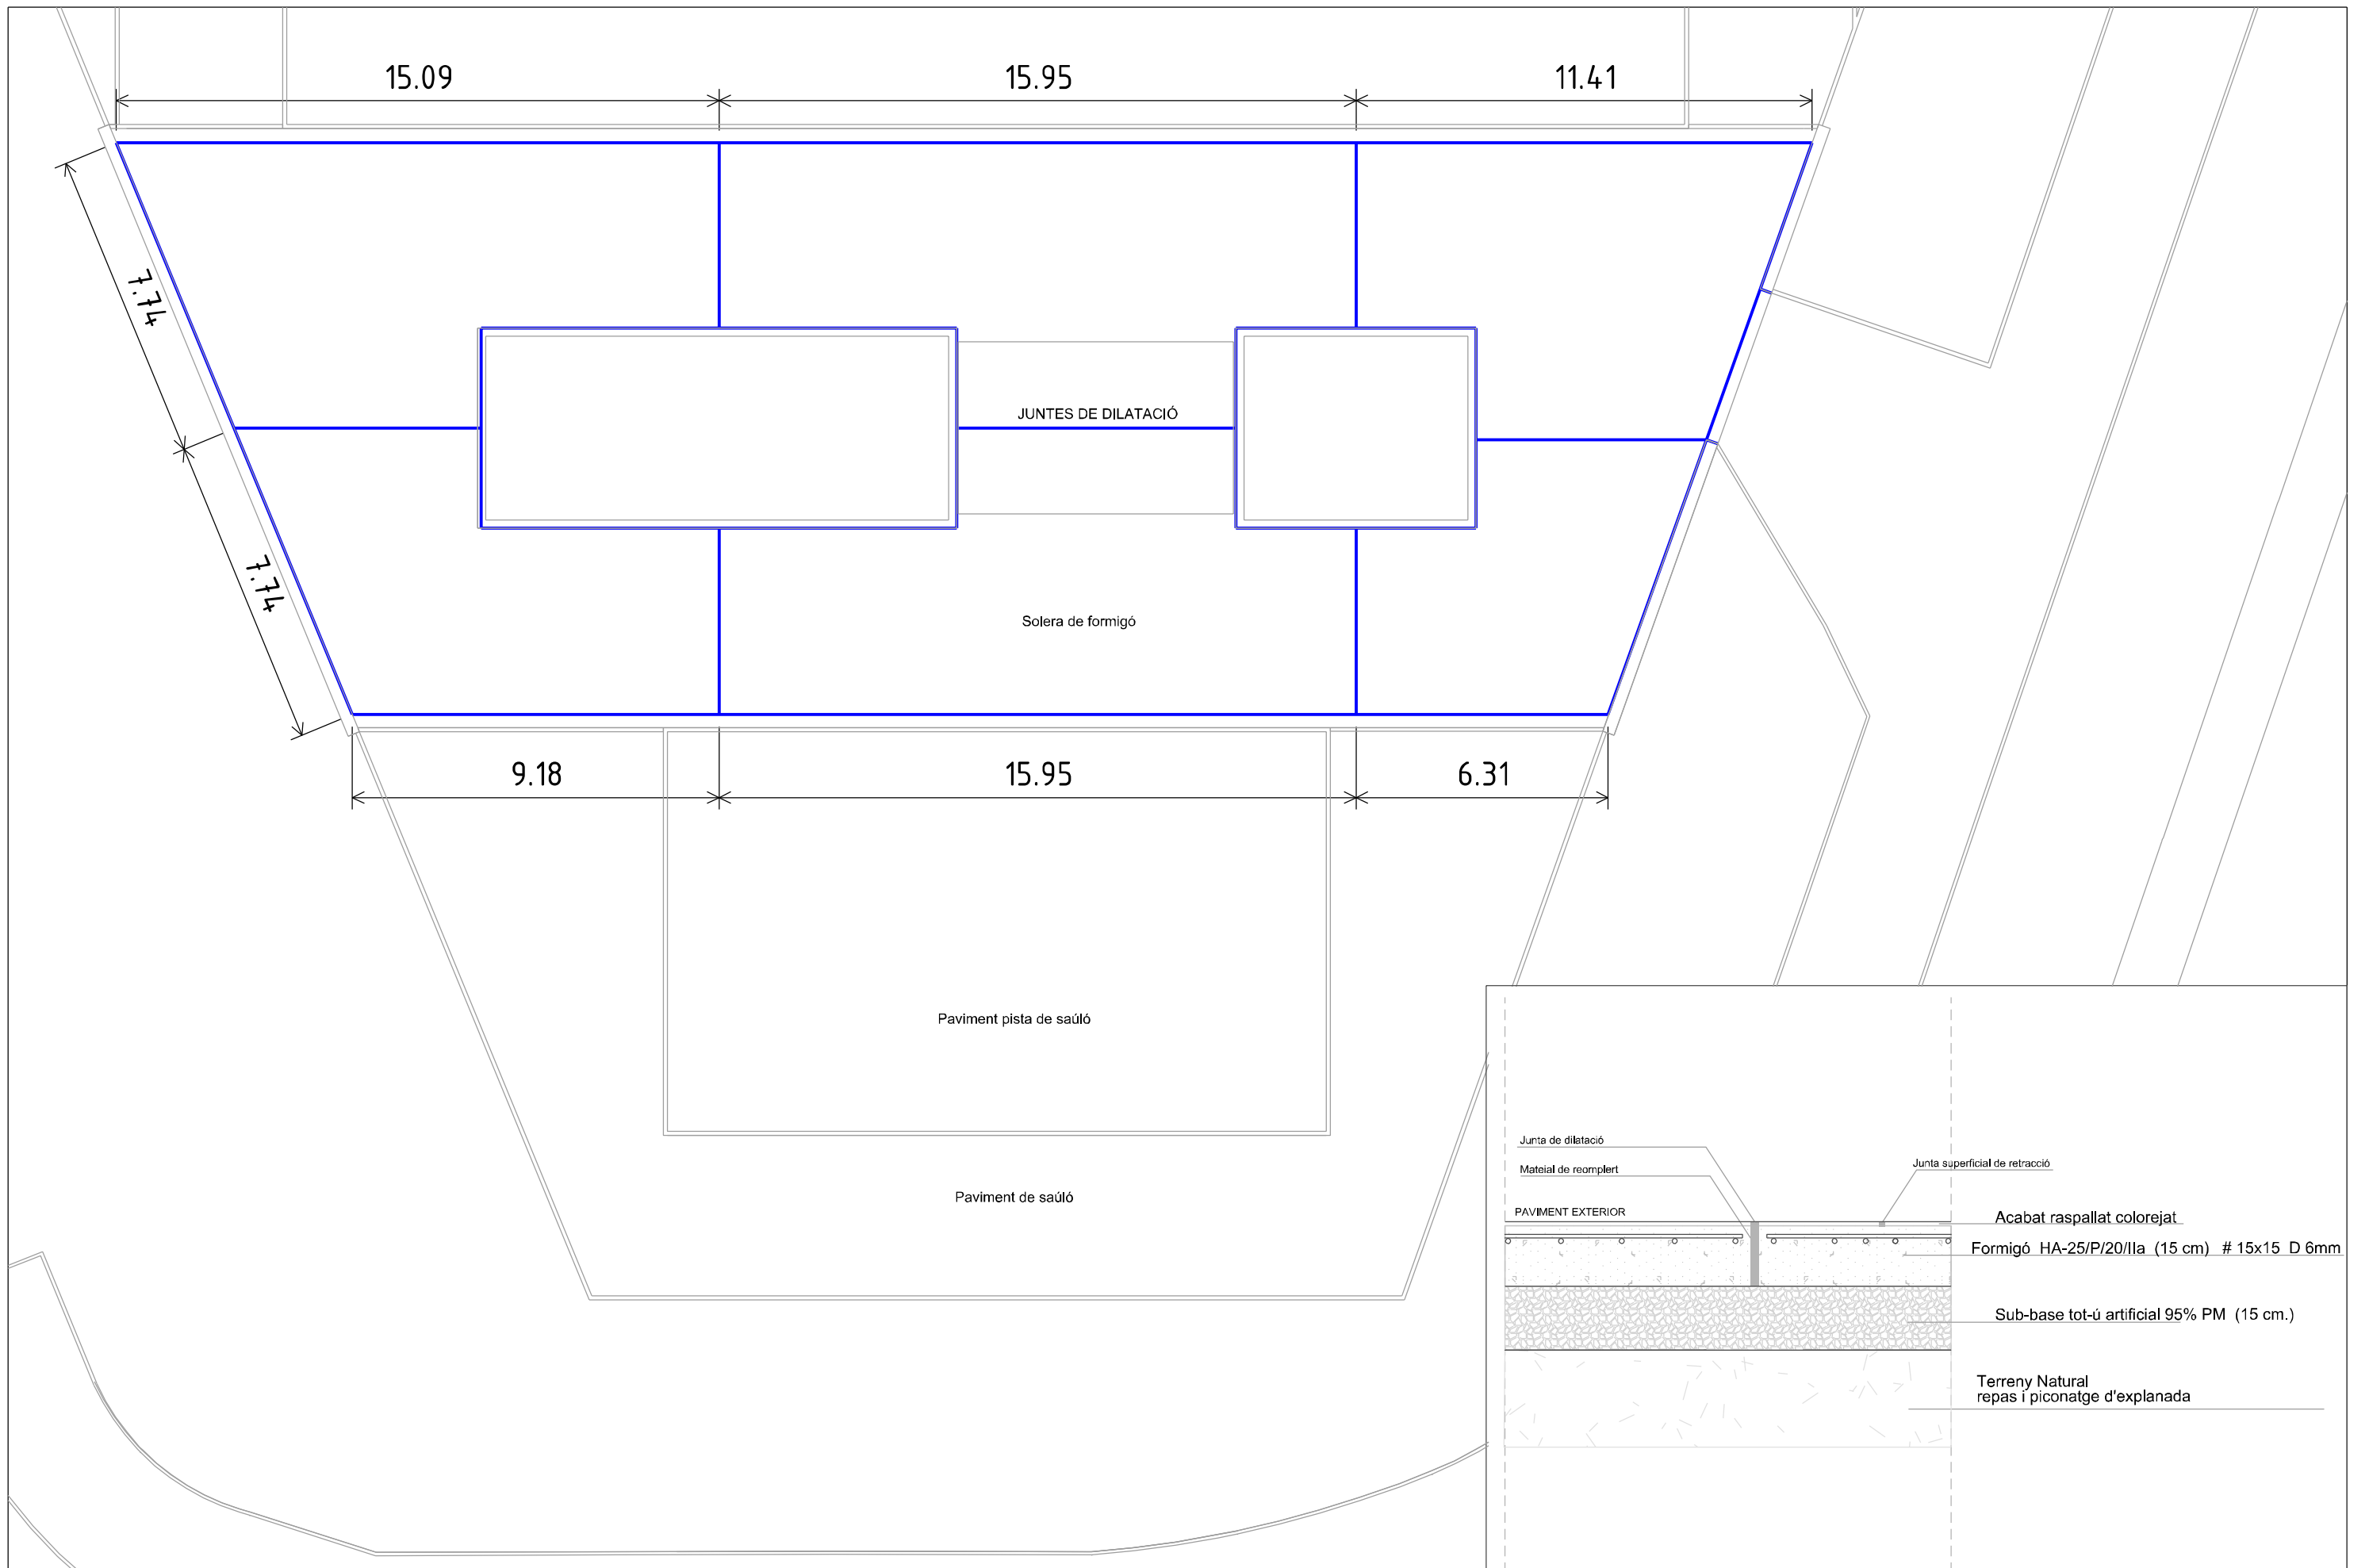 15.09
15.95
11.41
7.74
JUNTES DE DILATACIÓ
7.74
Solera de formigó
9.18
15.95
6.31
Paviment pista de saúló
Paviment de saúló
Junta de dilatació
Junta superficial de retracció
Mateial de reomplert
PAVIMENT EXTERIOR
Acabat raspallat colorejat
Formigó HA-25/P/20/IIa (15 cm) # 15x15 D 6mm
Sub-base tot-ú artificial 95% PM (15 cm.)
Terreny Natural
repas i piconatge d'explanada